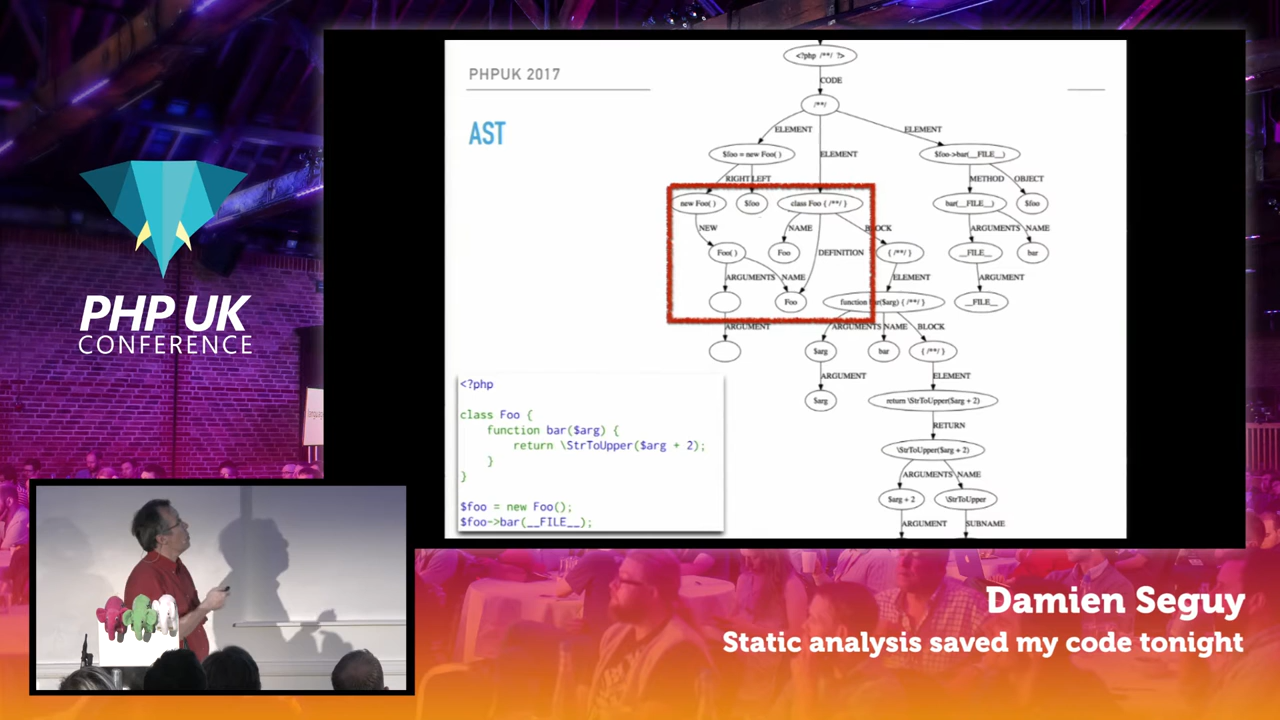 PHPUK 2017
AST
<?php /**/ ?>
CODE
/**/
ELEMENT
ELEMENT
ELEMENT
$foo = new Foo( )
$foo->bar(__FILE__)
RIGHT LEFT
METHOD OBJECT
new Foo( )
$foo
class Foo { /**/ }
bar(__FILE__)
$foo
NEW
NAME
BLOCK
ARGUMENTS NAME
Foo( )
Foo
DEFINITION
{ /**/ }
__FILE__
bar
ARGUMENTS NAME
ELEMENT
ARGUMENT
Foo
function bar($arg) { /**/ }
__FILE__
ARGUMENT
ARGUMENTS NAME
BLOCK
$arg
bar
{ /**/ }
ARGUMENT
ELEMENT
$arg
return \StrToUpper($arg + 2)
RETURN
\StrToUpper($arg + 2)
ARGUMENTS NAME
$arg + 2
\StrToUpper
ARGUMENT
SUBNAME
<?php
class Foo {
function bar($arg) {
return \StrToUpper($arg + 2);
}
}
$foo = new Foo();
$foo->bar(__FILE__);
PHP UK
CONFERENCE
Damien Seguy
Static analysis saved my code tonight